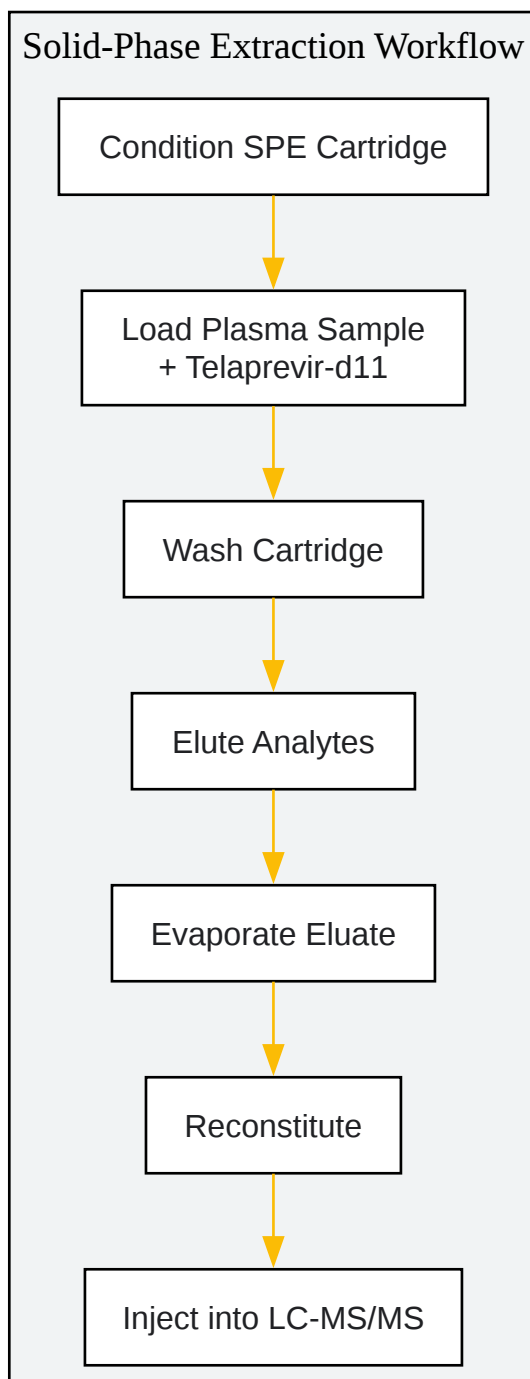 Solid-Phase Extraction Workflow
Condition SPE Cartridge
Load Plasma Sample
+ Telaprevir-d11
Wash Cartridge
Elute Analytes
Evaporate Eluate
Reconstitute
Inject into LC-MS/MS